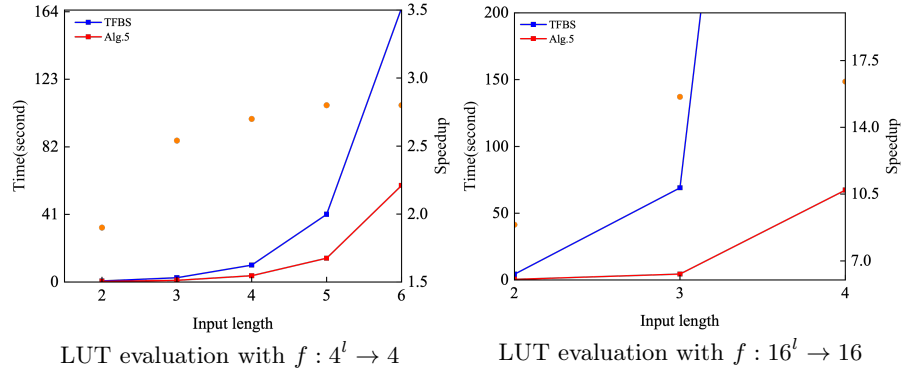 TFBS
Alg.5
164
123
82
41
0
3.5
3.0
2.5
2.0
1.5
2 3 4 5 6
Time(second)
Speedup
Input length
LUT evaluation with f : 4^l → 4
TFBS
Alg.5
200
150
100
50
0
17.5
14.0
10.5
7.0
2 3 4
Time(second)
Speedup
Input length
LUT evaluation with f : 16^l → 16